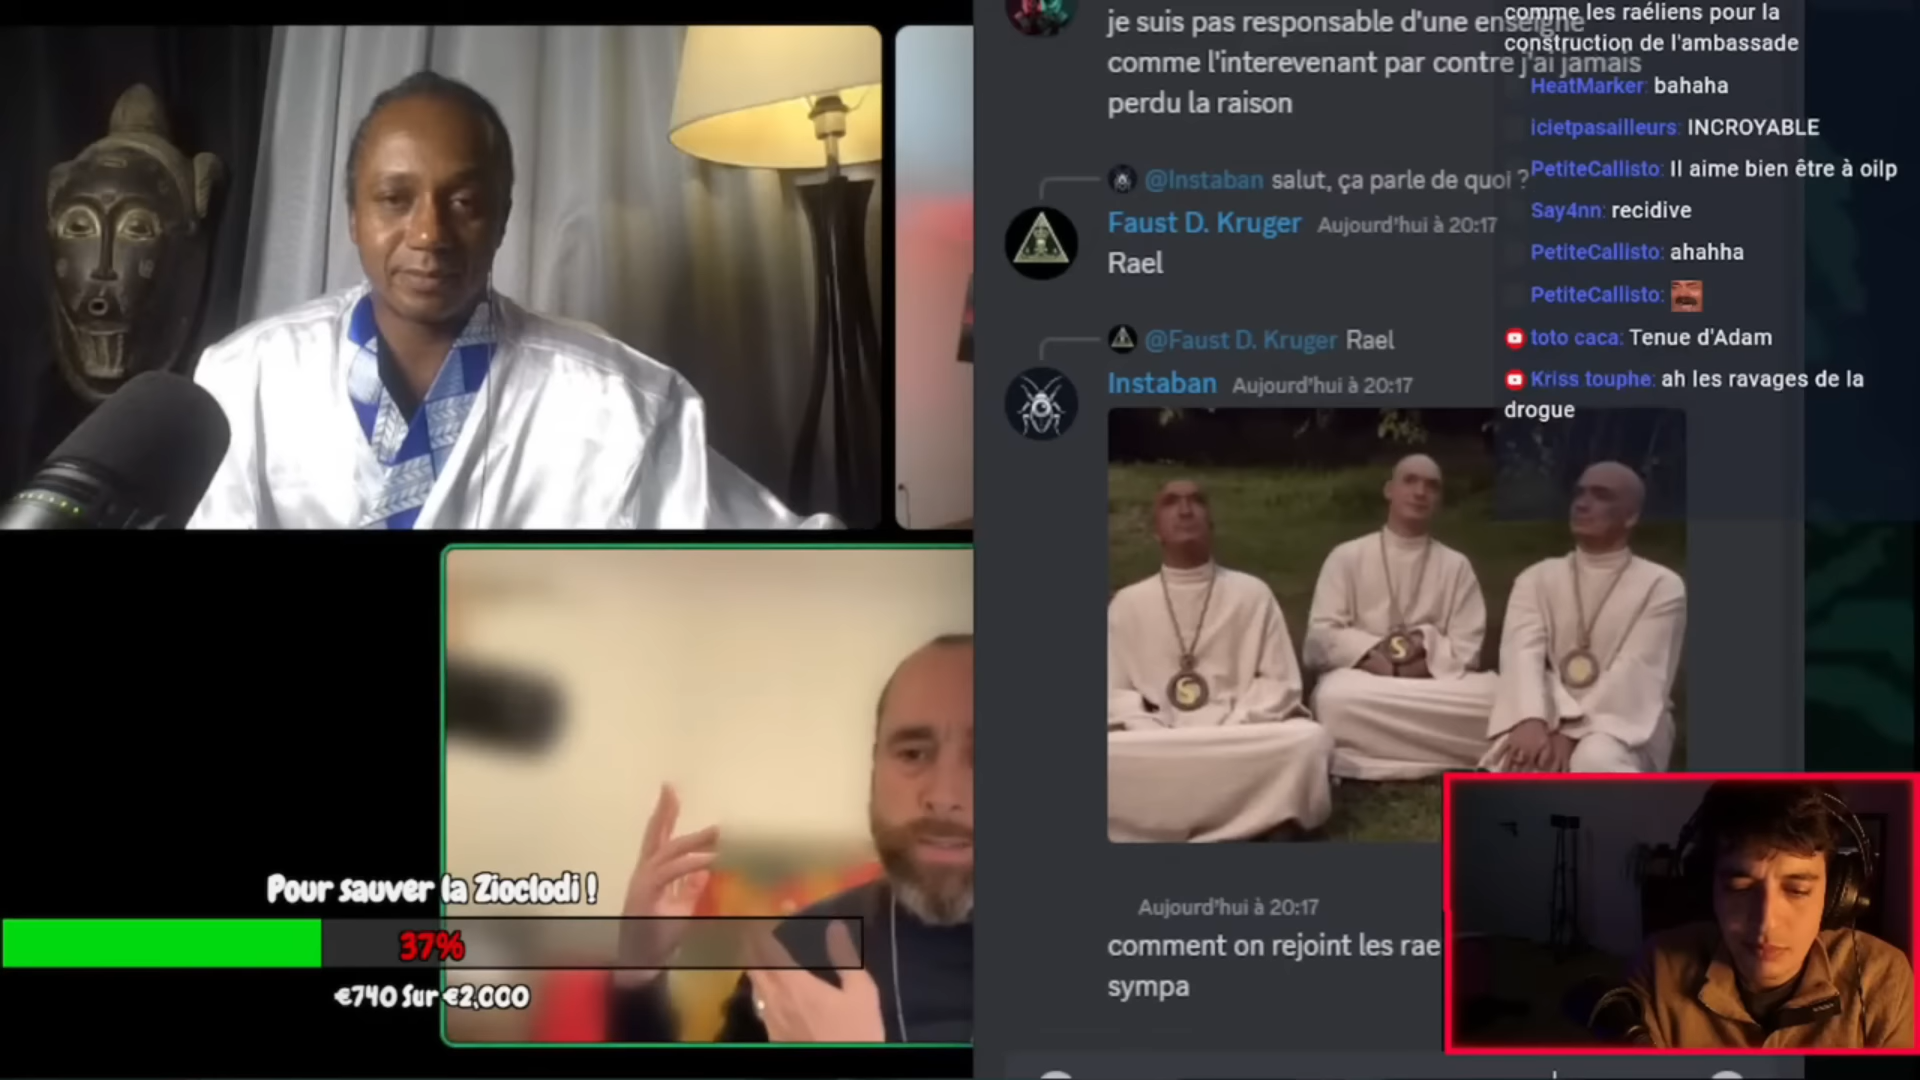 je suis pas responsable d'une enseigne
comme l'interevenant par contre j'ai jamais
perdu la raison
@Instaban salut, ça parle de quoi ?
Faust D. Kruger Aujourd'hui à 20:17
Rael
@Faust D. Kruger Rael
Instaban Aujourd'hui à 20:17
Aujourd'hui à 20:17
comment on rejoint les rae
sympa
comme les raéliens pour la
construction de l'ambassade
HeatMarker: bahaha
icietpasailleurs: INCROYABLE
PetiteCallisto: Il aime bien être à oilp
Say4nn: recidive
PetiteCallisto: ahahha
PetiteCallisto:
toto caca: Tenue d'Adam
Kriss touphe: ah les ravages de la
drogue
Pour sauver la Zioclodi !
37%
€740 Sur €2,000